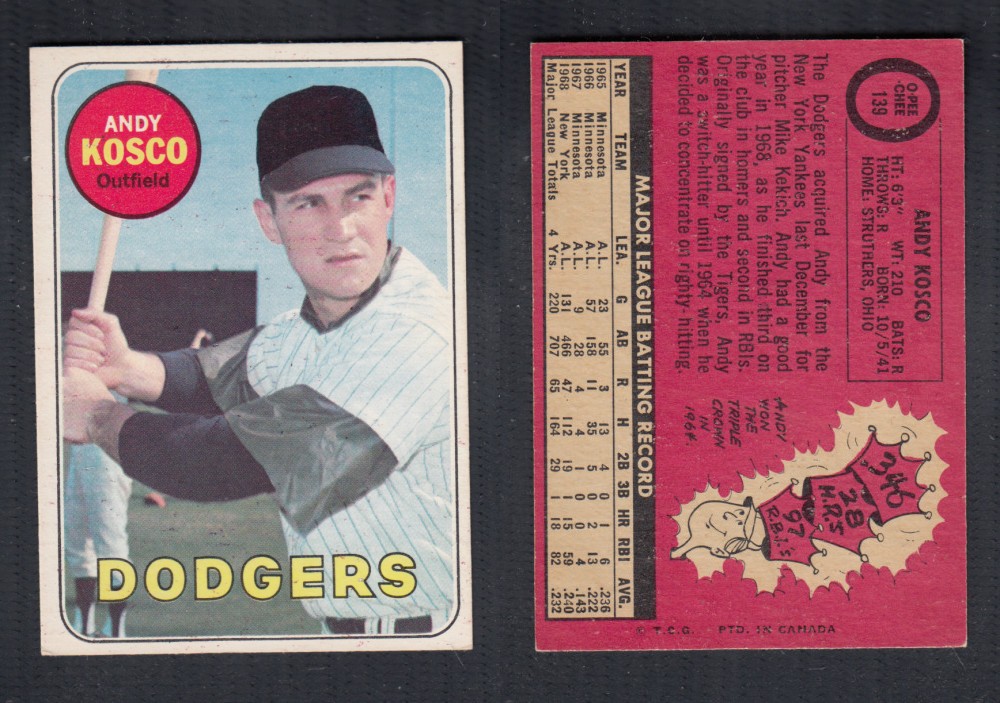 ANDY
KOSCO
Outfield
DODGERS
O-PEE
-CHEE
139
ANDY KOSCO
HT: 6'3" WT: 210 BATS: R
THROWS: R BORN: 10/5/41
HOME: STRUTHERS, OHIO
The Dodgers acquired Andy from the
New York Yankees last December for
pitcher Mike Kekich. Andy had a good
year in 1968, as he finished third on
the club in homers and second in RBIs.
Originally signed by the Tigers, Andy
was a switch-hitter until 1964 when he
decided to concentrate on righty-hitting.
ANDY
WON
THE
TRIPLE
CROWN
IN
1964.
.346
28
H.R'S
97
R.B.I.'S
MAJOR LEAGUE BATTING RECORD
YEAR TEAM LEA. G AB R H 2B 3B HR RBI AVG.
1965 Minnesota A.L. 23 55 3 13 4 0 1 6 .236
1966 Minnesota A.L. 57 158 11 35 5 0 2 13 .222
1967 Minnesota A.L. 9 28 4 4 1 0 0 4 .143
1968 New York A.L. 131 466 47 112 19 1 15 59 .240
Major League Totals 4 Yrs. 220 707 65 164 29 1 18 82 .232
© T.C.G. PTD. IN CANADA